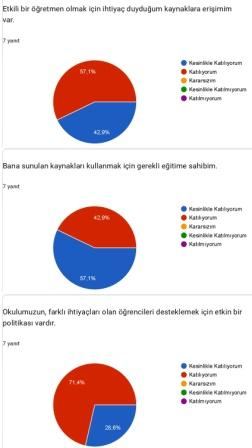 Etkili bir öğretmen olmak için ihtiyaç duyduğum kaynaklara erişimim
var.
7 yanıt
Kesinlikle Katılıyorum
Katılıyorum
Kararsızım
Kesinlikle Katılmıyorum
Katılmıyorum
57,1%
42,9%
Bana sunulan kaynakları kullanmak için gerekli eğitime sahibim.
7 yanıt
Kesinlikle Katılıyorum
Katılıyorum
Kararsızım
Kesinlikle Katılmıyorum
Katılmıyorum
42,9%
57,1%
Okulumuzun, farklı ihtiyaçları olan öğrencileri desteklemek için etkin bir
politikası vardır.
7 yanıt
Kesinlikle Katılıyorum
Katılıyorum
Kararsızım
Kesinlikle Katılmıyorum
Katılmıyorum
71,4%
28,6%